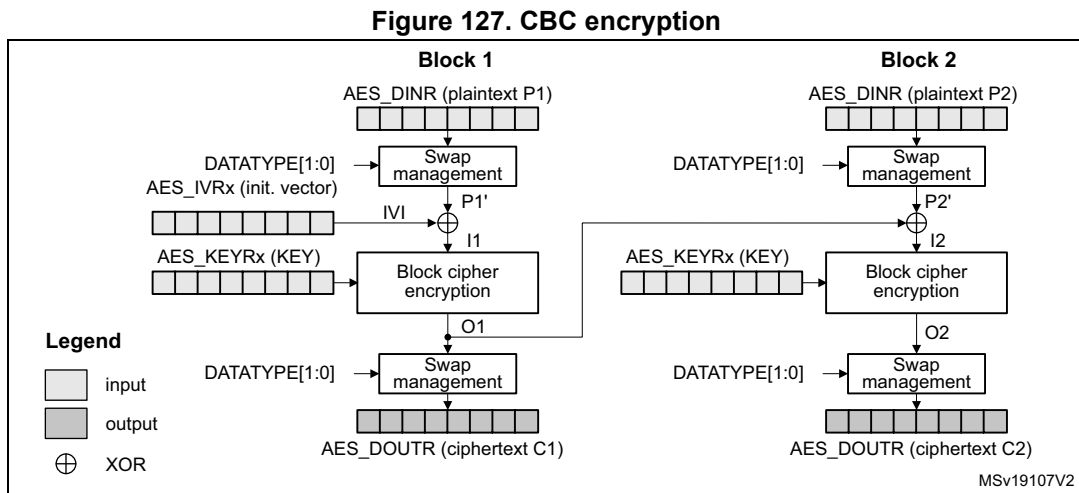 Figure 127. CBC encryption
Block 1
Block 2
AES_DINR (plaintext P1)
AES_DINR (plaintext P2)
DATATYPE[1:0]
Swap
management
DATATYPE[1:0]
Swap
management
AES_IVRx (init. vector)
P1'
P2'
IVI
I1
I2
AES_KEYRx (KEY)
Block cipher
encryption
AES_KEYRx (KEY)
Block cipher
encryption
O1
O2
Legend
input
output
XOR
DATATYPE[1:0]
Swap
management
DATATYPE[1:0]
Swap
management
AES_DOUTR (ciphertext C1)
AES_DOUTR (ciphertext C2)
MSv19107V2